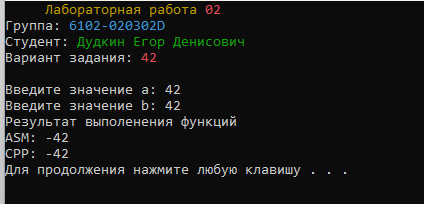 Лабораторная работа 02
Группа: 6102-020302D
Студент: Дудкин Егор Денисович
Вариант задания: 42
Введите значение a: 42
Введите значение b: 42
Результат выполенения функций
ASM: -42
CPP: -42
Для продолжения нажмите любую клавишу . . .